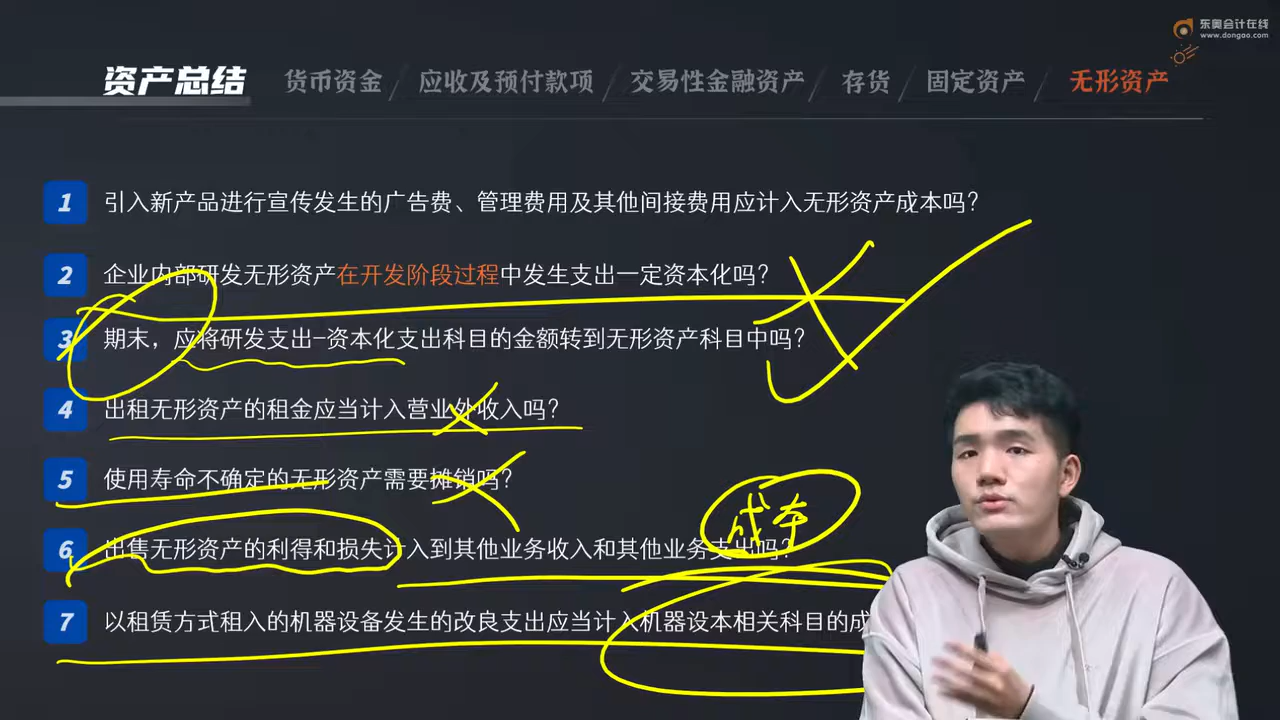 东奥会计在线
www.dongao.com
资产总结 货币资金 / 应收及预付款项 / 交易性金融资产 / 存货 / 固定资产 / 无形资产
1 引入新产品进行宣传发生的广告费、管理费用及其他间接费用应计入无形资产成本吗?
2 企业内部研发无形资产在开发阶段过程中发生支出一定资本化吗?
3 期末，应将研发支出-资本化支出科目的金额转到无形资产科目中吗?
4 出租无形资产的租金应当计入营业外收入吗?
5 使用寿命不确定的无形资产需要摊销吗?
成本
6 出售无形资产的利得和损失计入到其他业务收入和其他业务支出吗?
7 以租赁方式租入的机器设备发生的改良支出应当计入机器设本相关科目的成